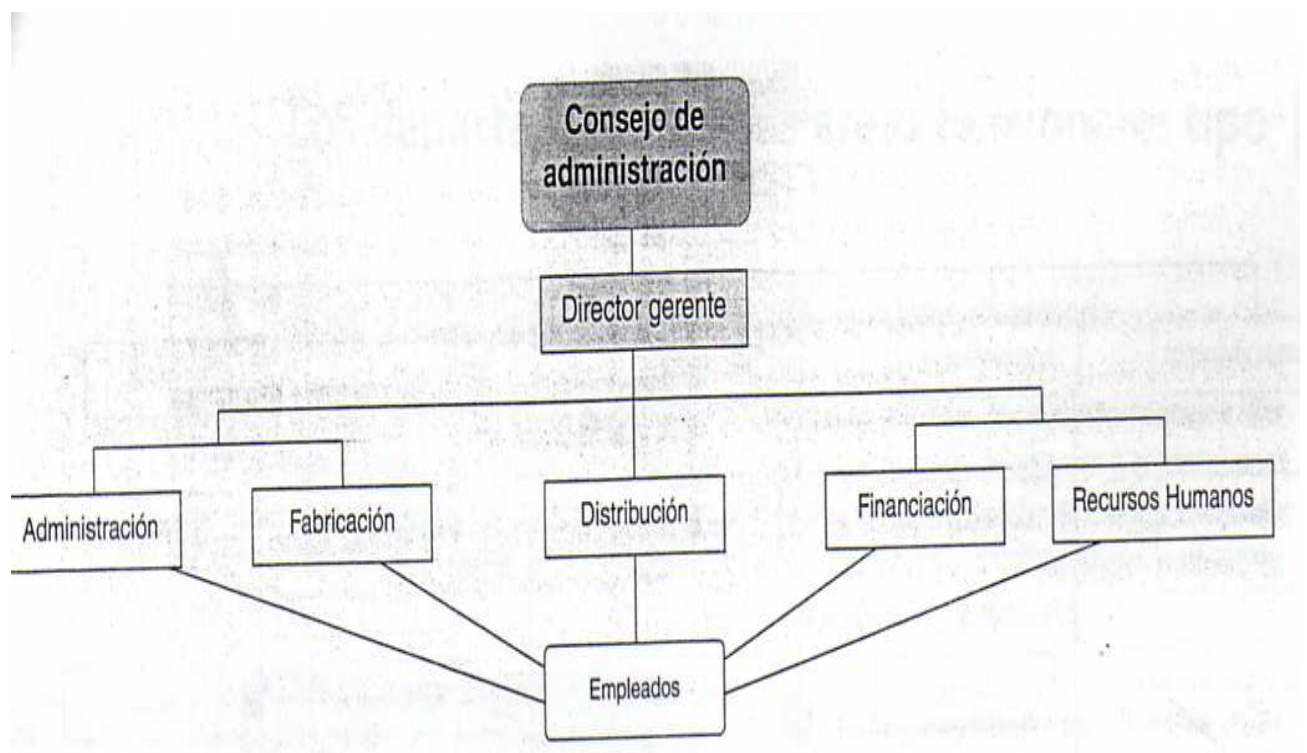 Consejo de
administración
Director gerente
Administración
Fabricación
Distribución
Financiación
Recursos Humanos
Empleados